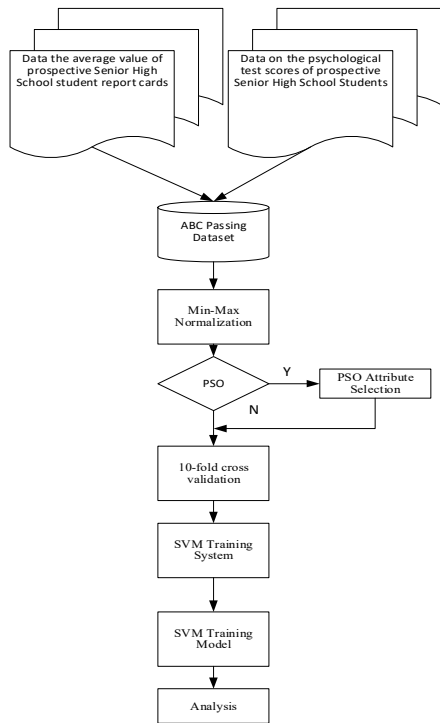 Data the average value of
prospective Senior High
School student report cards
Data on the psychological
test scores of prospective
Senior High School Students
ABC Passing
Dataset
Min-Max
Normalization
PSO
Y
PSO Attribute
Selection
N
10-fold cross
validation
SVM Training
System
SVM Training
Model
Analysis